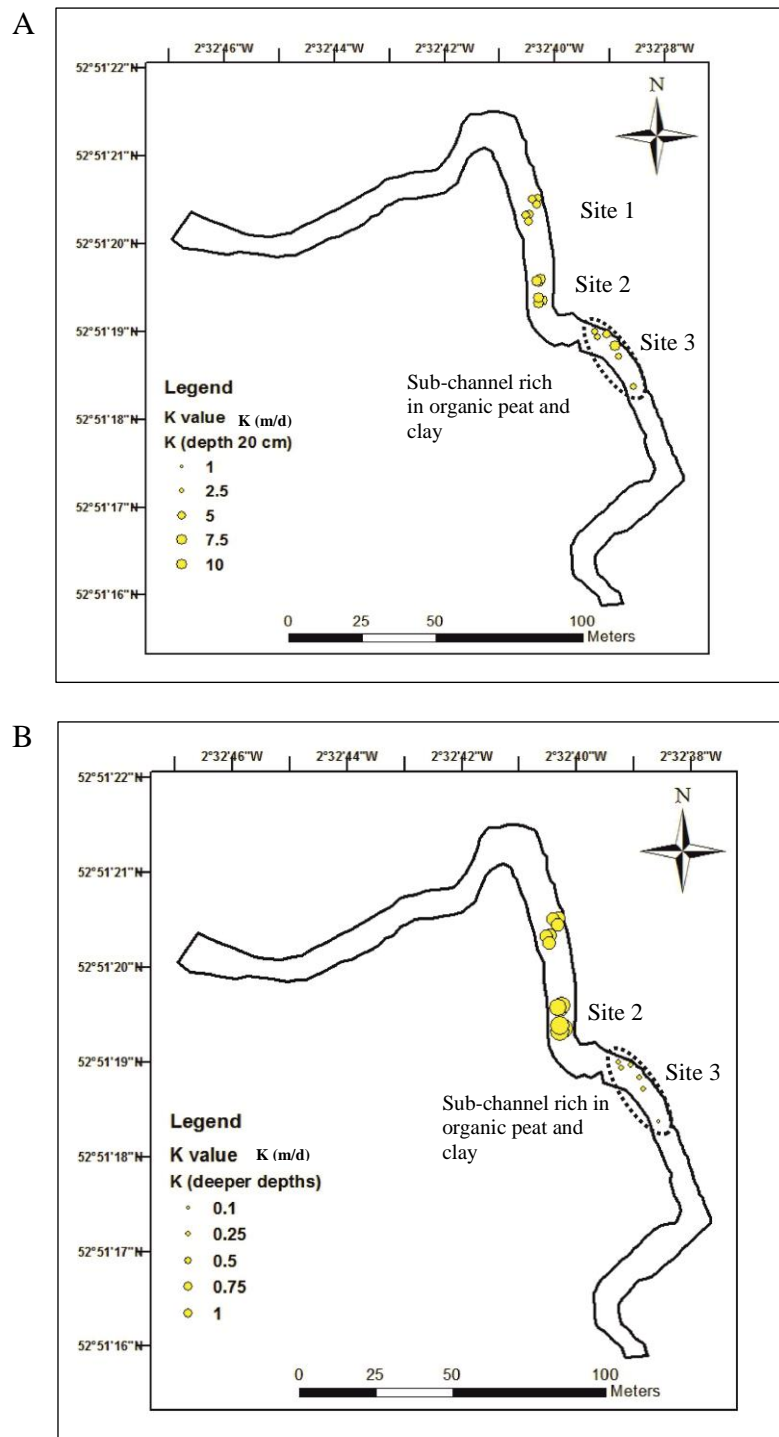 A
2°32'46"W 2°32'44"W 2°32'42"W 2°32'40"W 2°32'38"W
52°51'22"N
N
52°51'21"N
Site 1
52°51'20"N
Site 2
52°51'19"N
Site 3
Sub-channel rich
in organic peat and
clay
52°51'18"N
52°51'17"N
52°51'16"N
Legend
K value K (m/d)
K (depth 20 cm)
1
2.5
5
7.5
10
0 25 50 100
Meters
B
2°32'46"W 2°32'44"W 2°32'42"W 2°32'40"W 2°32'38"W
52°51'22"N
N
52°51'21"N
52°51'20"N
Site 2
52°51'19"N
Site 3
Sub-channel rich in
organic peat and
clay
52°51'18"N
52°51'17"N
52°51'16"N
Legend
K value K (m/d)
K (deeper depths)
0.1
0.25
0.5
0.75
1
0 25 50 100
Meters